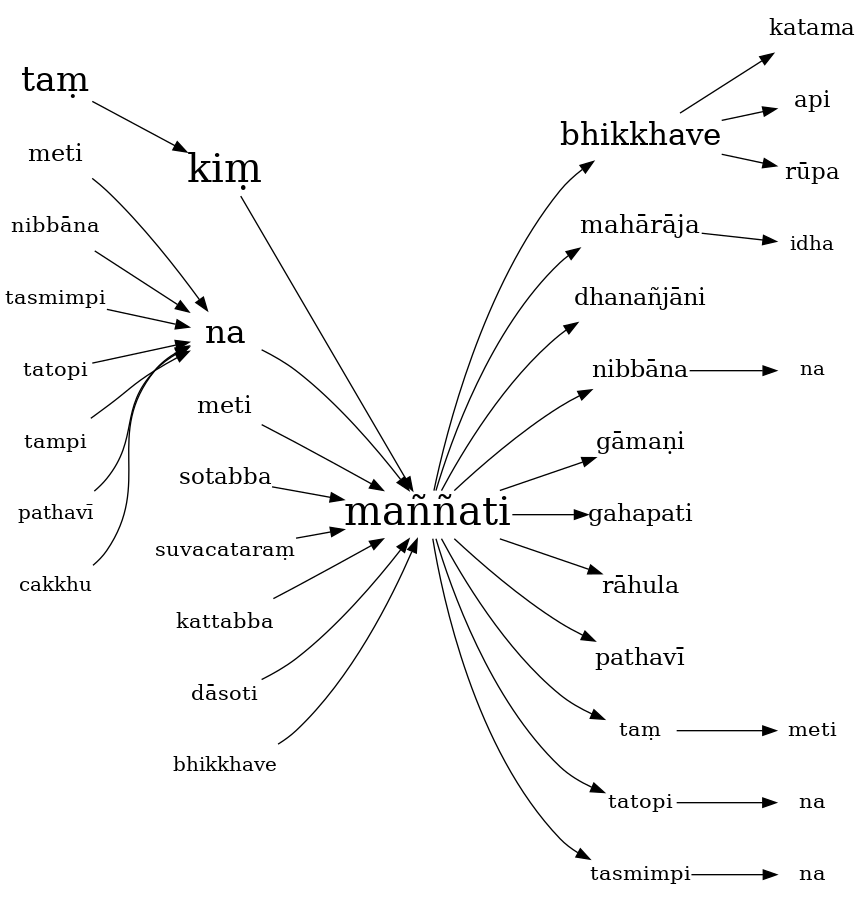 taṃ
meti
nibbāna
tasmimpi
tatopi
tampi
pathavī
cakkhu
kiṃ
na
meti
sotabba
suvacataraṃ
kattabba
dāsoti
bhikkhave
maññati
bhikkhave
mahārāja
dhanañjāni
nibbāna
gāmaṇi
gahapati
rāhula
pathavī
taṃ
tatopi
tasmimpi
katama
api
rūpa
idha
na
meti
na
na